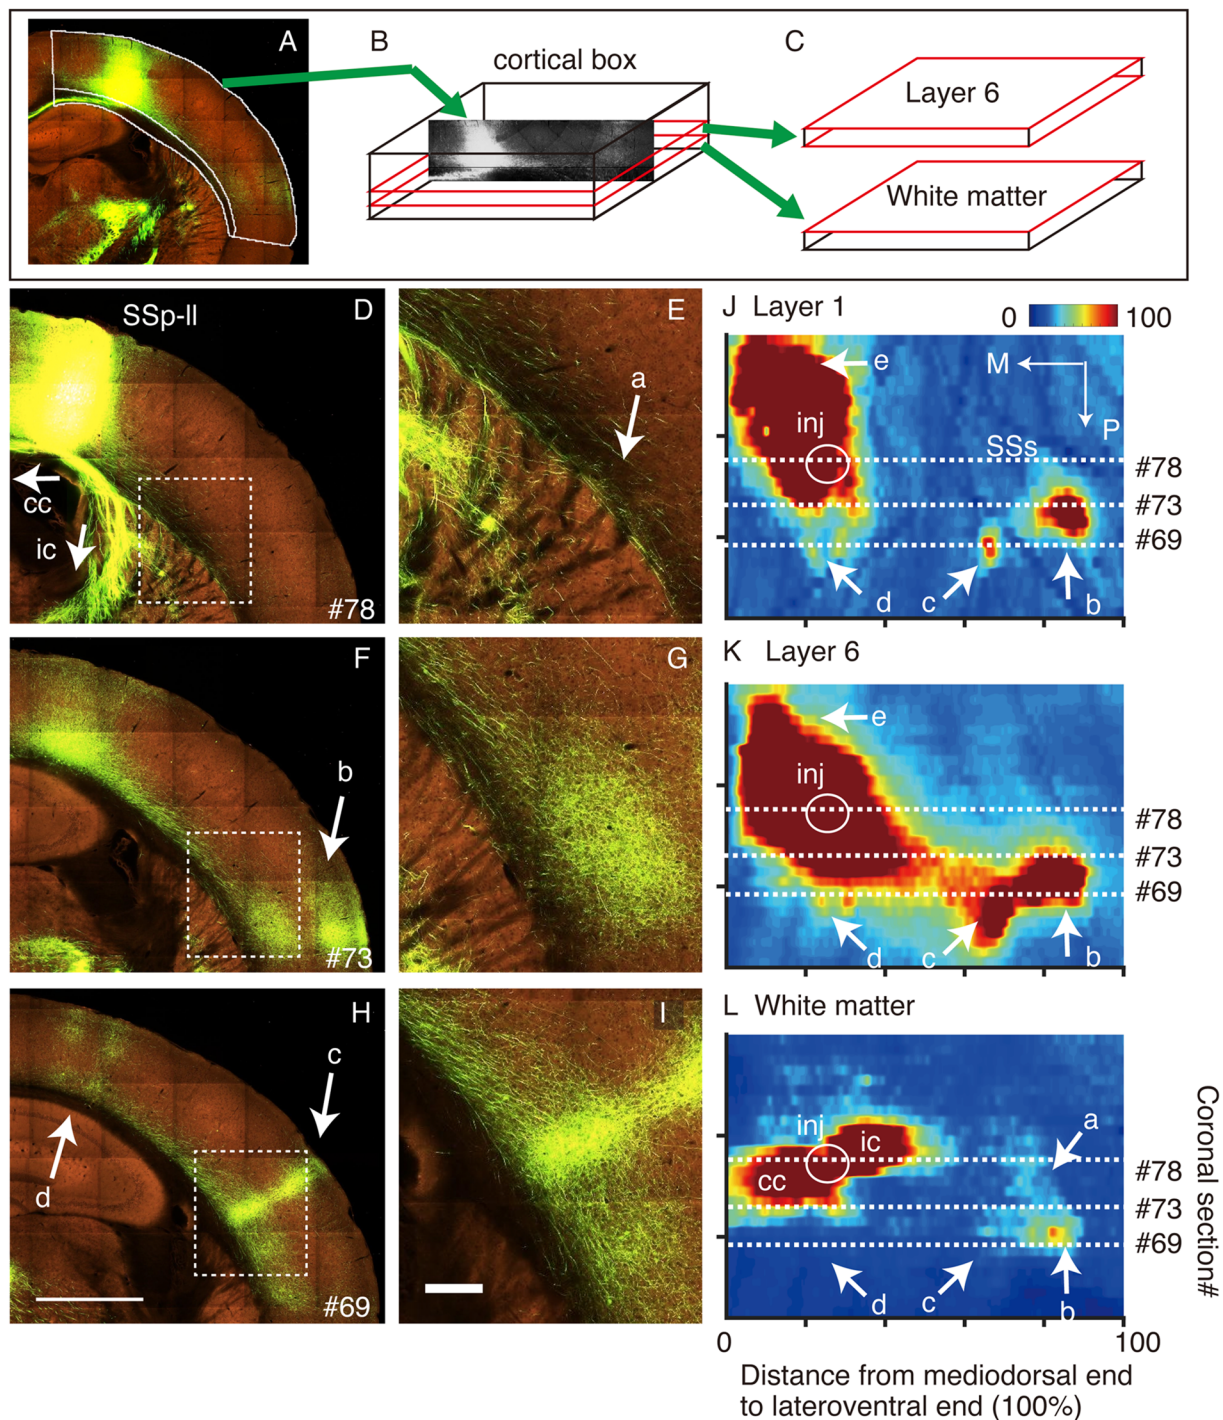 A
B
cortical box
C
Layer 6
White matter
SSp-ll
D
cc
ic
#78
E
a
J Layer 1
0
100
e
M
P
inj
SSs
#78
#73
#69
d
c
b
F
b
#73
G
K Layer 6
e
inj
#78
#73
#69
d
c
b
H
c
d
#69
I
L White matter
inj
ic
cc
a
#78
#73
#69
d
c
b
Coronal section#
0
100
Distance from mediodorsal end
to lateroventral end (100%)